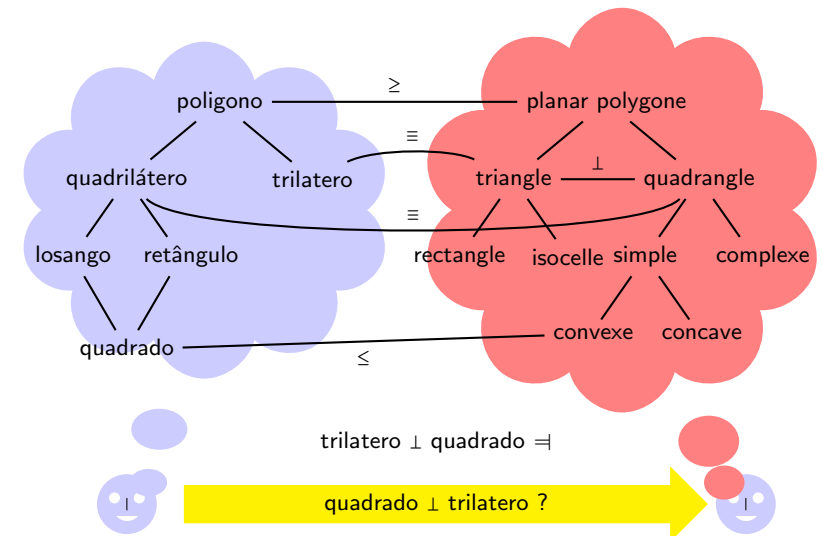 ≥
poligono planar polygone
≡
⊥
quadrilátero trilatero triangle quadrangle
≡
losango retângulo rectangle isocelle simple complexe
convexe concave
quadrado
≤
trilatero ⊥ quadrado ⫤
quadrado ⊥ trilatero ?